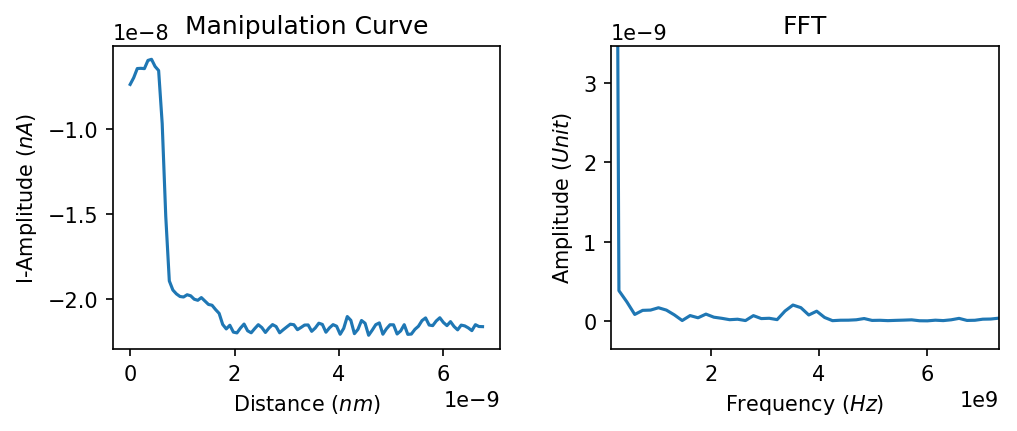 Manipulation Curve
1e−8
−1.0
−1.5
−2.0
I-Amplitude (nA)
0 2 4 6
1e−9
Distance (nm)
FFT
1e−9
3
2
1
0
Amplitude (Unit)
2 4 6
1e9
Frequency (Hz)